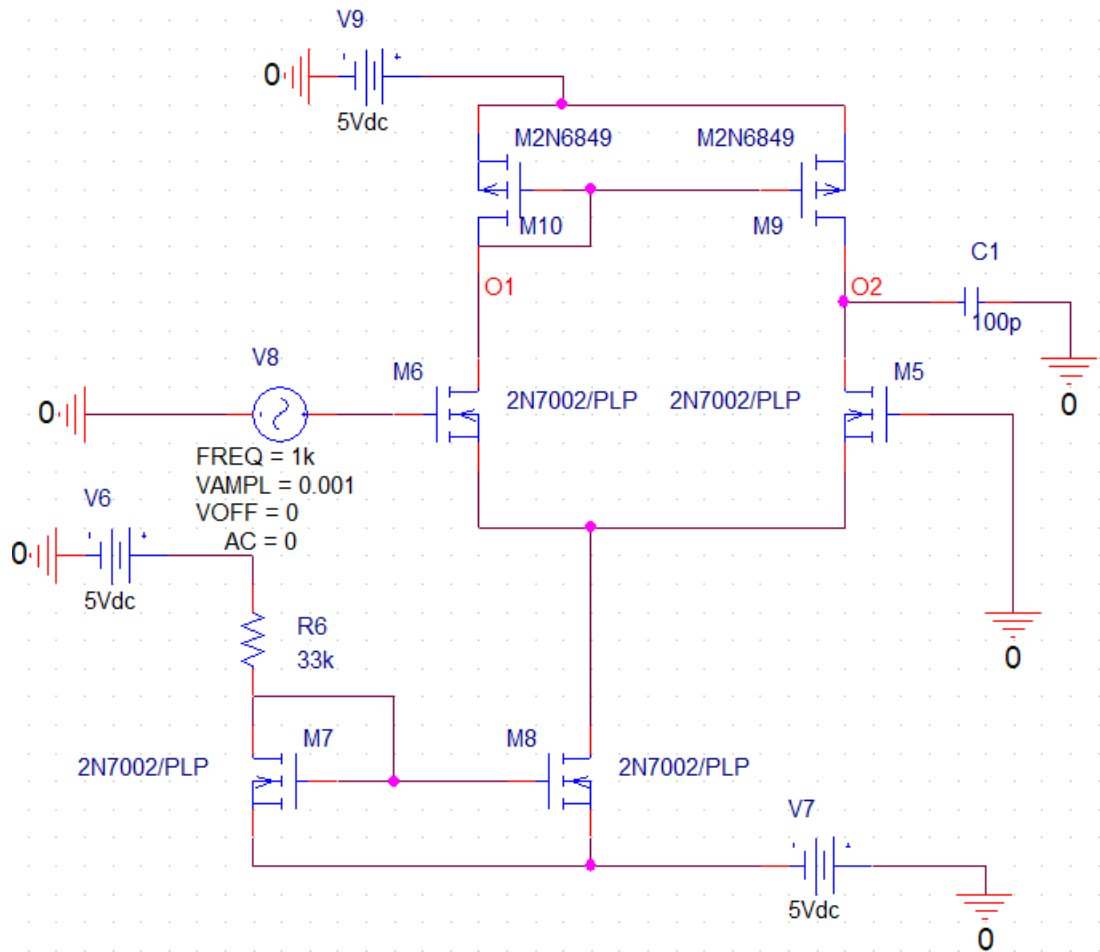 V9
0
5Vdc
M2N6849
M2N6849
M10
M9
C1
O1
O2
100p
V8
M6
M5
2N7002/PLP
2N7002/PLP
0
0
FREQ = 1k
VAMPL = 0.001
VOFF = 0
AC = 0
V6
0
5Vdc
R6
33k
0
M7
M8
2N7002/PLP
2N7002/PLP
V7
5Vdc
0